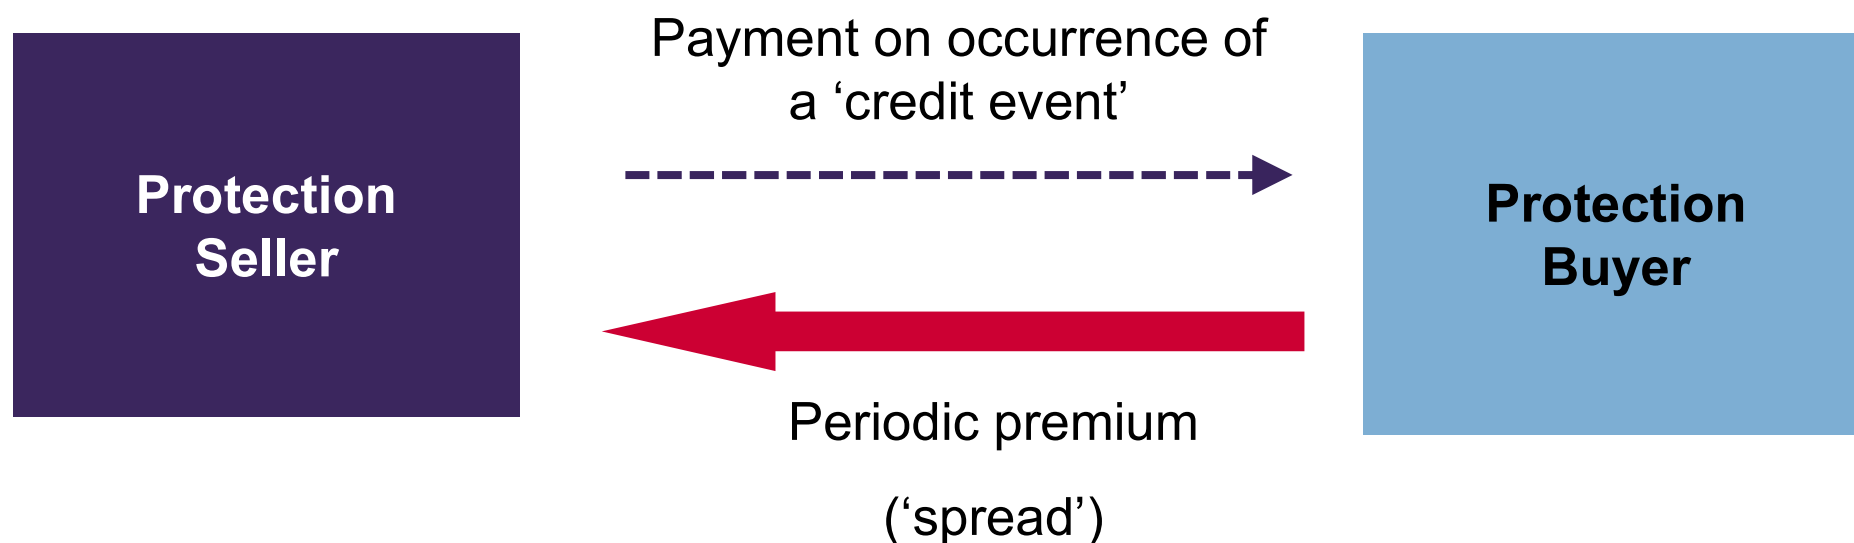 Payment on occurrence of
a ‘credit event’
Protection
Seller
Protection
Buyer
Periodic premium
(‘spread’)